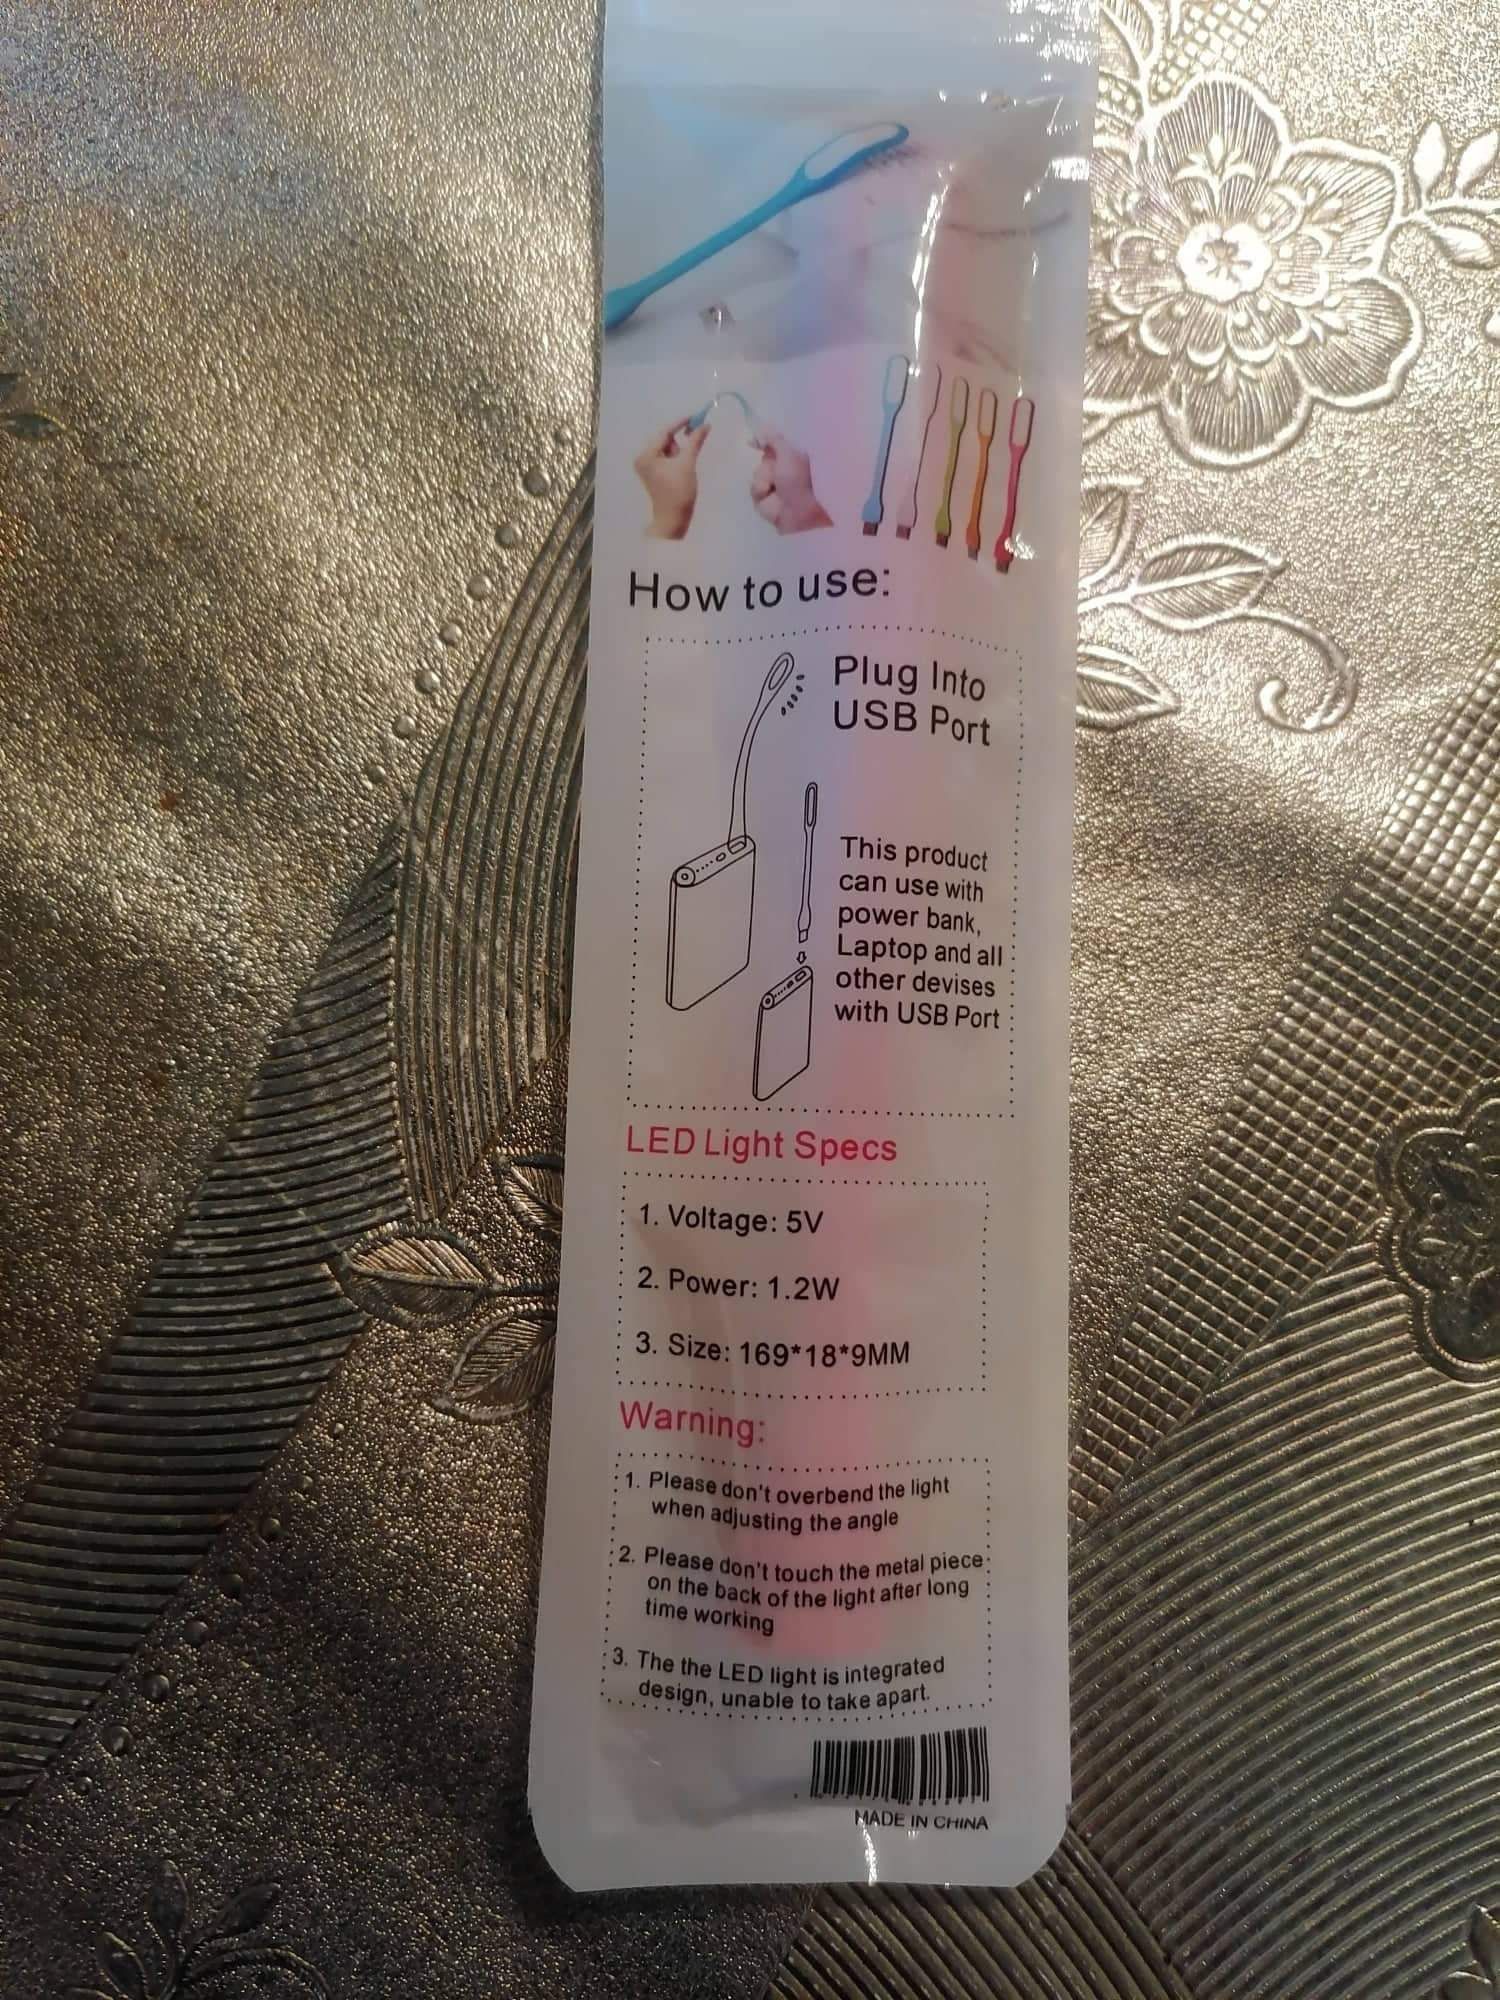 How to use:
Plug Into
USB Port
This product
can use with
power bank,
Laptop and all
other devises
with USB Port
LED Light Specs
1. Voltage: 5V
2. Power: 1.2W
3. Size: 169*18*9MM
Warning:
1. Please don't overbend the light
when adjusting the angle
2. Please don't touch the metal piece
on the back of the light after long
time working
3. The the LED light is integrated
design, unable to take apart.
MADE IN CHINA